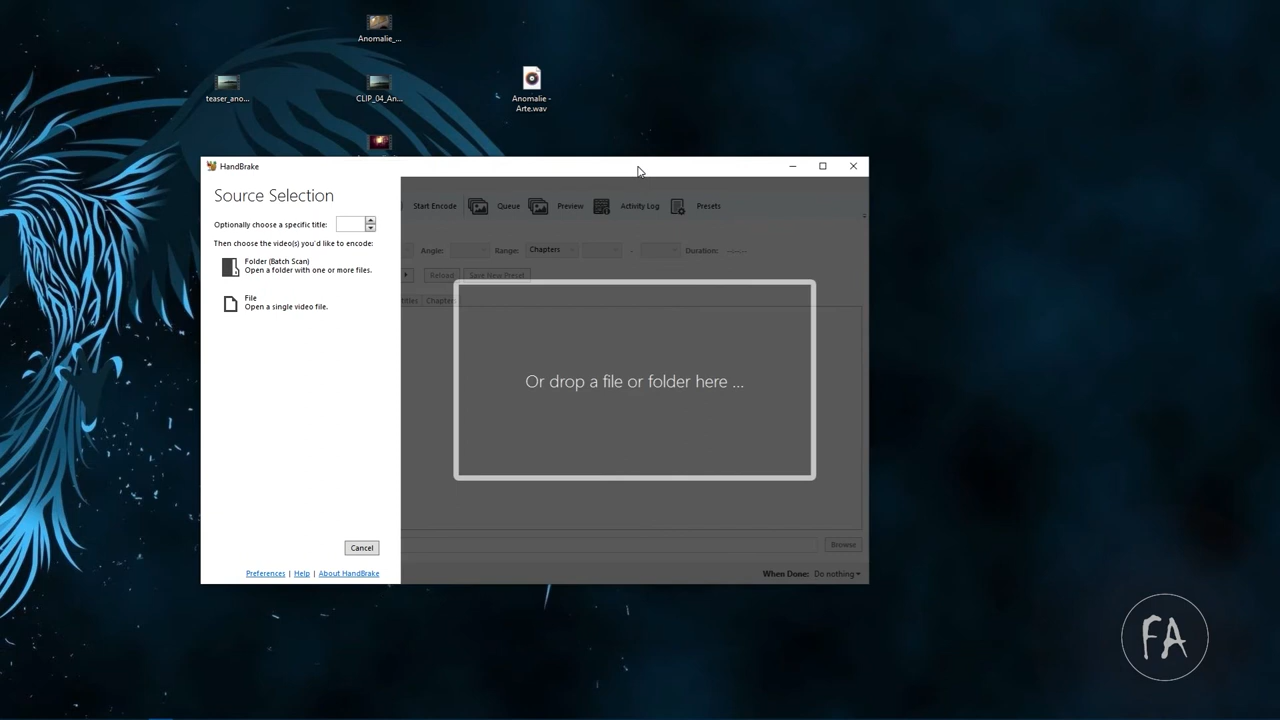 Anomalie_...
teaser_ano...
CLIP_04_An...
Anomalie -
Arte.wav
HandBrake
Source Selection
Start Encode
Queue
Preview
Activity Log
Presets
Optionally choose a specific title:
Then choose the video(s) you'd like to encode:
Angle:
Range:
Chapters
-
Duration:
--:--:--
Folder (Batch Scan)
Open a folder with one or more files.
Reload
Save New Preset
File
Open a single video file.
Chapters
Or drop a file or folder here ...
Cancel
Browse
Preferences | Help | About HandBrake
When Done: Do nothing
FA